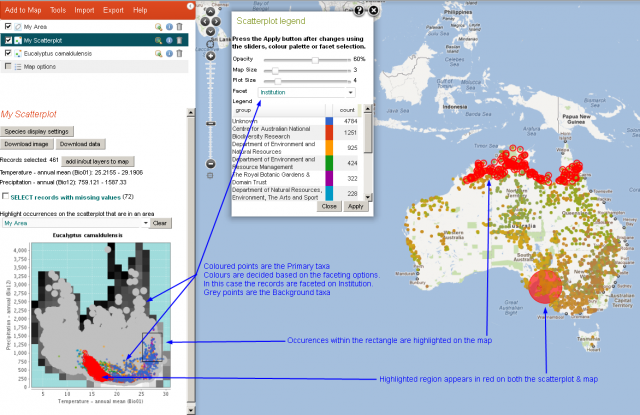 Add to Map Tools Import Export Help
My Area
My Scatterplot
Eucalyptus camaldulensis
Map options
My Scatterplot
Species display settings
Download image Download data
Records selected: 461 add in/out layers to map
Temperature - annual mean (Bio01): 25.2155 - 29.1906
Precipitation - annual (Bio12): 759.121 - 1587.33
SELECT records with missing values (72)
Highlight occurrences on the scatterplot that are in an area
My Area Clear
Eucalyptus camaldulensis
Precipitation - annual (Bio12)
4,000
3,750
3,500
3,250
3,000
2,750
2,500
2,250
2,000
1,750
1,500
1,250
1,000
750
500
250
0
5 10 15 20 25 30
Temperature - annual mean (Bio01)
Scatterplot legend
Press the Apply button after changes using
the sliders, colour palette or facet selection.
Opacity 60%
Map Size 3
Plot Size 4
Facet Institution
Legend
group count
Unknown 4784
Centre for Australian National
Biodiversity Research 1251
Department of Environment and
Natural Resources 925
Department of Environment and
Resource Management 424
The Royal Botanic Gardens &
Domain Trust 322
Department of Natural Resources,
Environment, The Arts and Sport 228
Close Apply
Coloured points are the Primary taxa
Colours are decided based on the faceting options.
In this case the records are faceted on Institution.
Grey points are the Background taxa
Occurences within the rectangle are highlighted on the map
Highlighted region appears in red on both the scatterplot & map
Philippines
Indonesia
Papua New
Guinea
Northern
Territory
Queensland
Western
Australia
Australia
Great
Australian
Bight
Tasmania